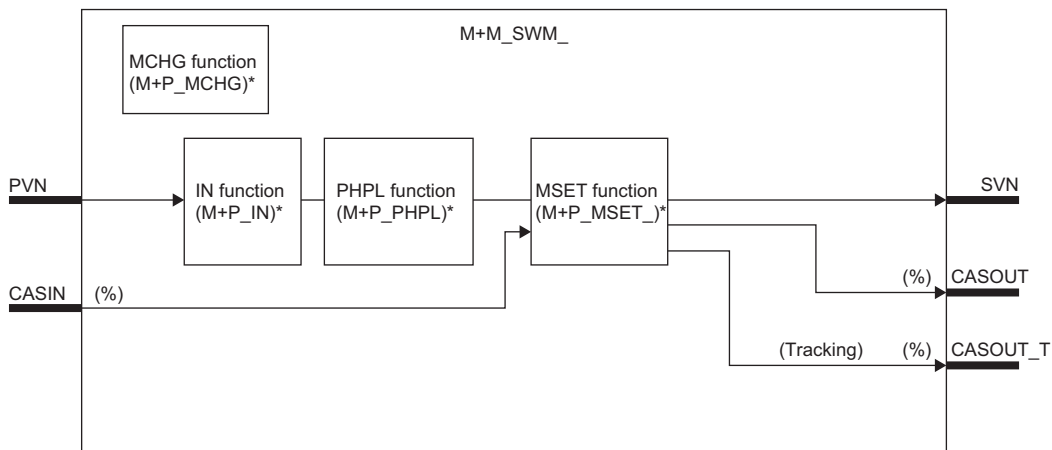 M+M_SWM_
MCHG function
(M+P_MCHG)*
PVN
IN function
(M+P_IN)*
PHPL function
(M+P_PHPL)*
MSET function
(M+P_MSET_)*
SVN
CASIN
(%)
(%)
CASOUT
(Tracking)
(%)
CASOUT_T